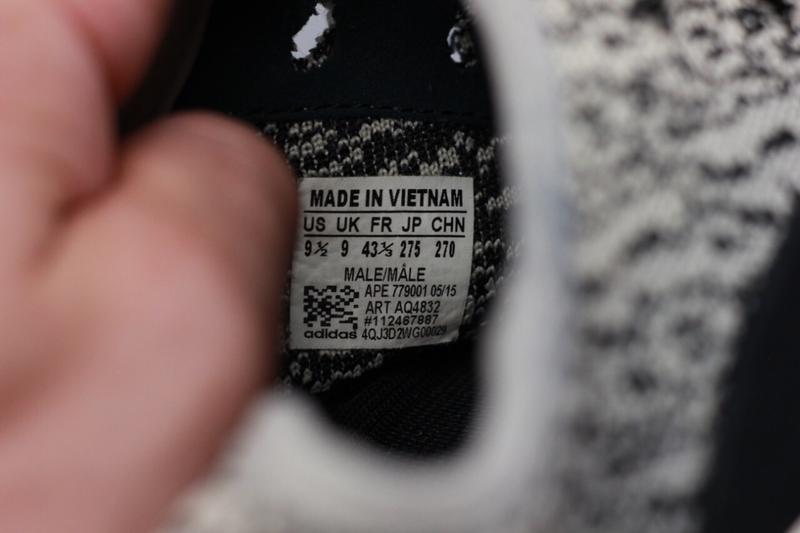 MADE IN VIETNAM
US UK FR JP CHN
9½ 9 43⅓ 275 270
MALE/MÂLE
APE 779001 05/15
ART AQ4832
#112467887
adidas 4QJ3D2WG00029